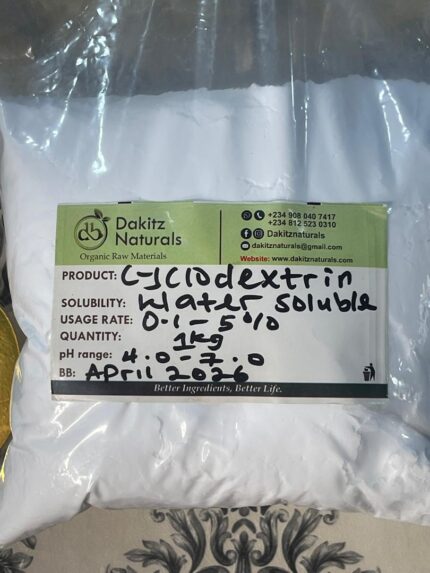 Dakitz
Naturals
Organic Raw Materials
+234 908 040 7417
+234 812 523 0310
Dakitznaturals
dakitznaturals@gmail.com
Website: www.dakitznaturals.com
PRODUCT: Cyclodextrin
SOLUBILITY: Water soluble
USAGE RATE: 0.1 - 5%
QUANTITY: 1kg
pH range: 4.0 - 7.0
BB: April 2026
Better Ingredients, Better Life.